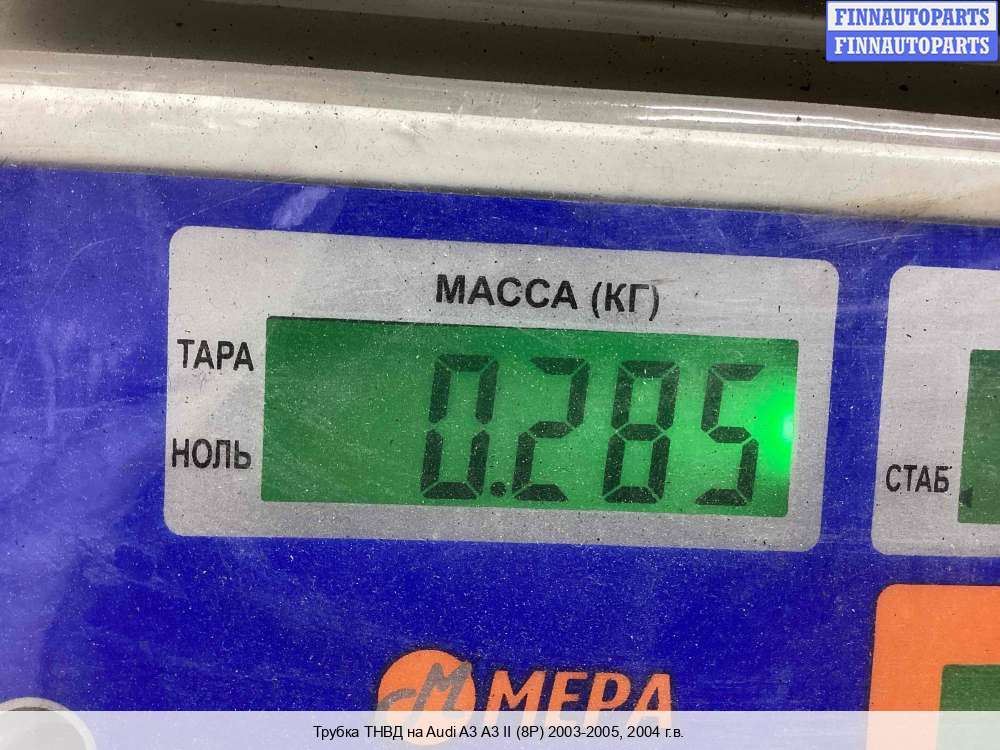 FINNAUTOPARTS
FINNAUTOPARTS
МАССА (КГ)
ТАРА
0.285
НОЛЬ
СТАБ
МЕРА
Трубка ТНВД на Audi A3 A3 II (8P) 2003-2005, 2004 г.в.